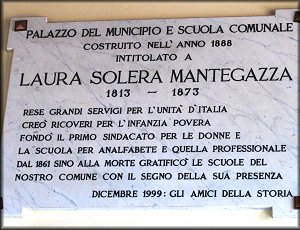 PALAZZO DEL MUNICIPIO E SCUOLA COMUNALE
COSTRUITO NELL'ANNO 1888
INTITOLATO A
LAURA SOLERA MANTEGAZZA
1813 – 1873
RESE GRANDI SERVIGI PER L'UNITA' D'ITALIA
CREO' RICOVERI PER L'INFANZIA POVERA
FONDO' IL PRIMO SINDACATO PER LE DONNE E
LA SCUOLA PER ANALFABETE E QUELLA PROFESSIONALE
DAL 1861 SINO ALLA MORTE GRATIFICO' LE SCUOLE DEL
NOSTRO COMUNE CON IL SEGNO DELLA SUA PRESENZA
DICEMBRE 1999: GLI AMICI DELLA STORIA